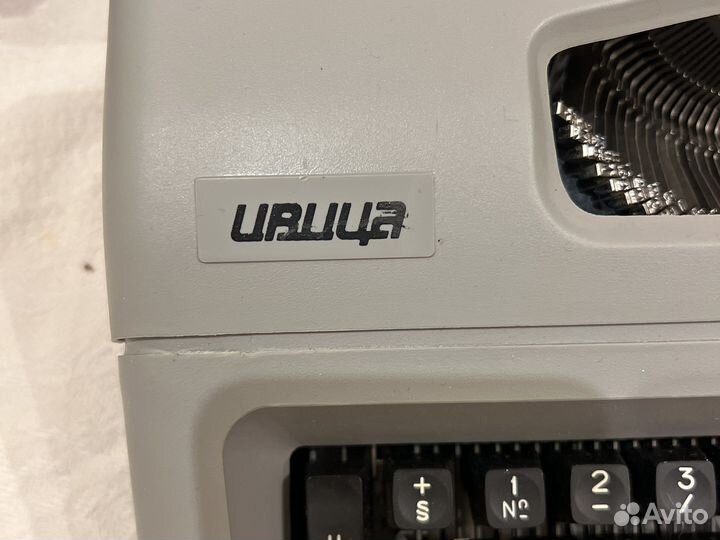 ивица
+ 1 2 3
§ № - /
Avito